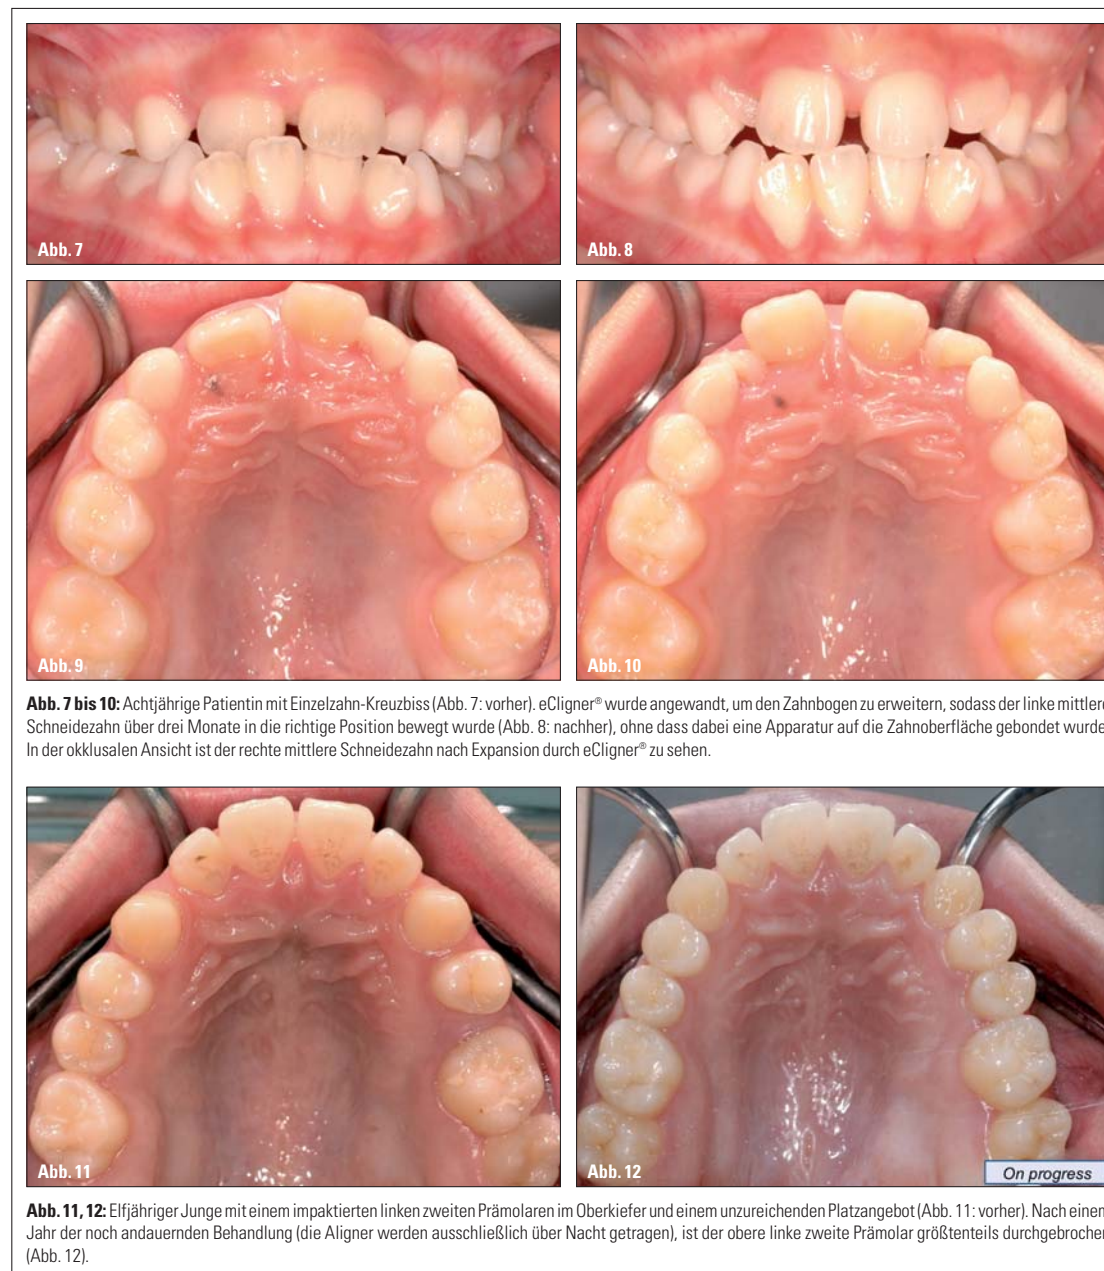 Abb. 7
Abb. 8
Abb. 9
Abb. 10
Abb. 7 bis 10: Achtjährige Patientin mit Einzelzahn-Kreuzbiss (Abb. 7: vorher). eCligner® wurde angewandt, um den Zahnbogen zu erweitern, sodass der linke mittlere
Schneidezahn über drei Monate in die richtige Position bewegt wurde (Abb. 8: nachher), ohne dass dabei eine Apparatur auf die Zahnoberfläche gebondet wurde
In der okklusalen Ansicht ist der rechte mittlere Schneidezahn nach Expansion durch eCligner® zu sehen.
Abb. 11
Abb. 12
On progress
Abb. 11, 12: Elfjähriger Junge mit einem impaktierten linken zweiten Prämolaren im Oberkiefer und einem unzureichenden Platzangebot (Abb. 11: vorher). Nach einem
Jahr der noch andauernden Behandlung (die Aligner werden ausschließlich über Nacht getragen), ist der obere linke zweite Prämolar größtenteils durchgebrochen
(Abb. 12).